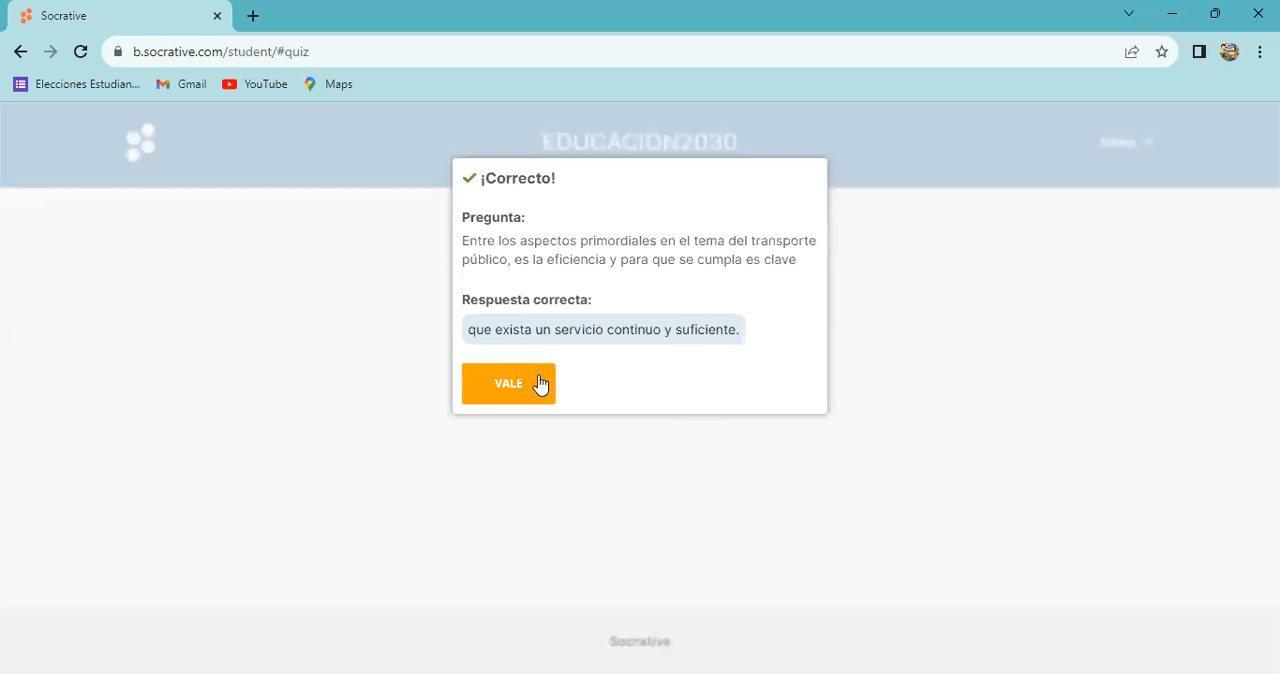 Socrative
b.socrative.com/student/#quiz
Elecciones Estudian...
Gmail
YouTube
Maps
EDUCACION2030
¡Correcto!
Pregunta:
Entre los aspectos primordiales en el tema del transporte
público, es la eficiencia y para que se cumpla es clave
Respuesta correcta:
que exista un servicio continuo y suficiente.
VALE
Socrative